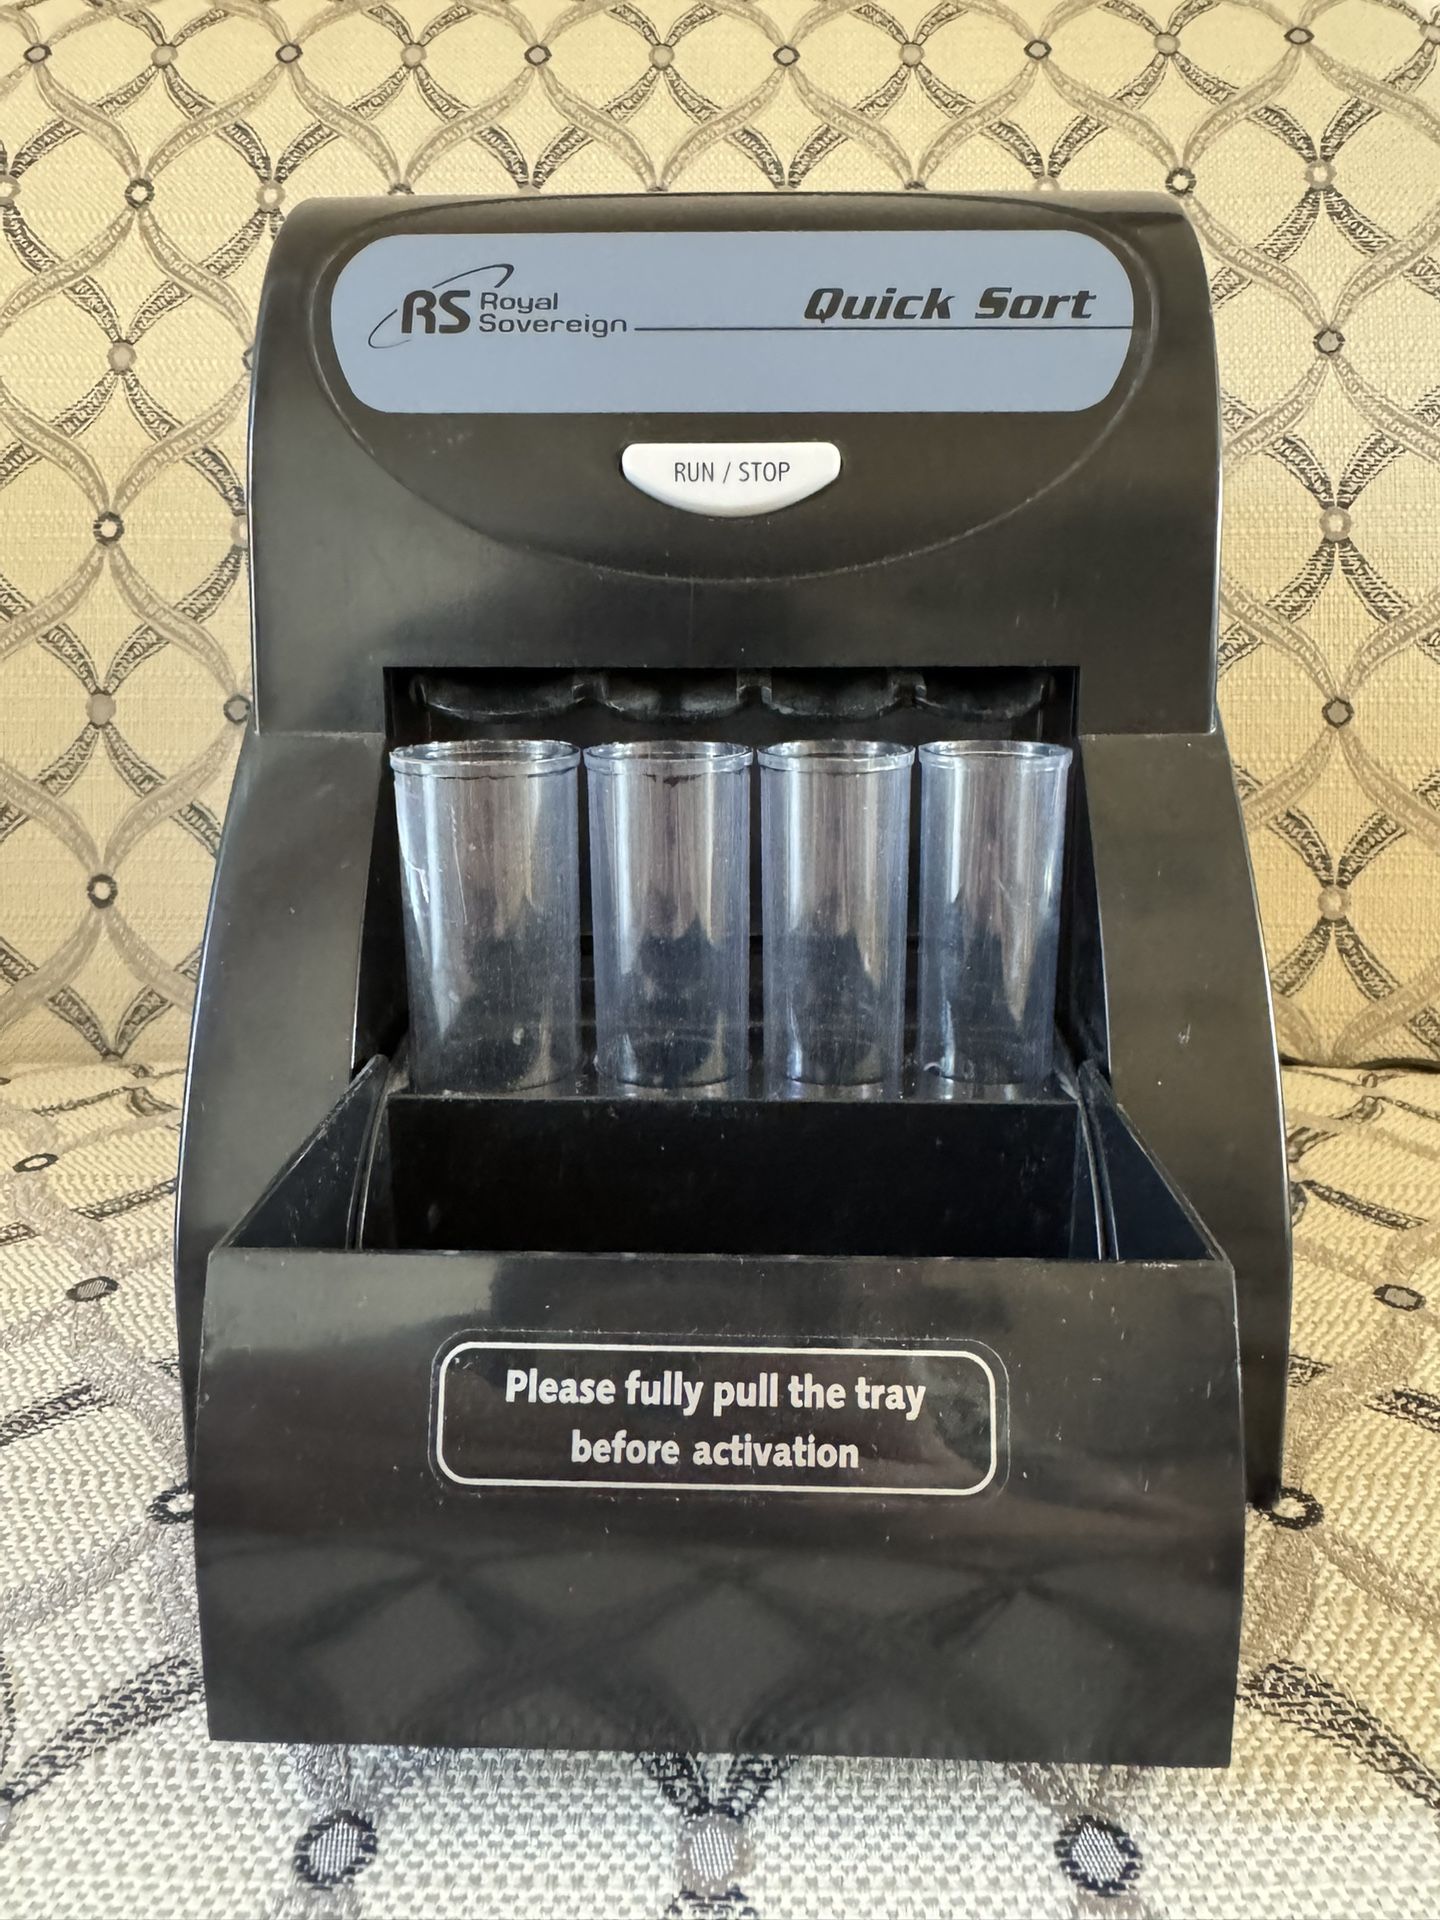 RS Royal
Sovereign
Quick Sort
RUN / STOP
Please fully pull the tray
before activation